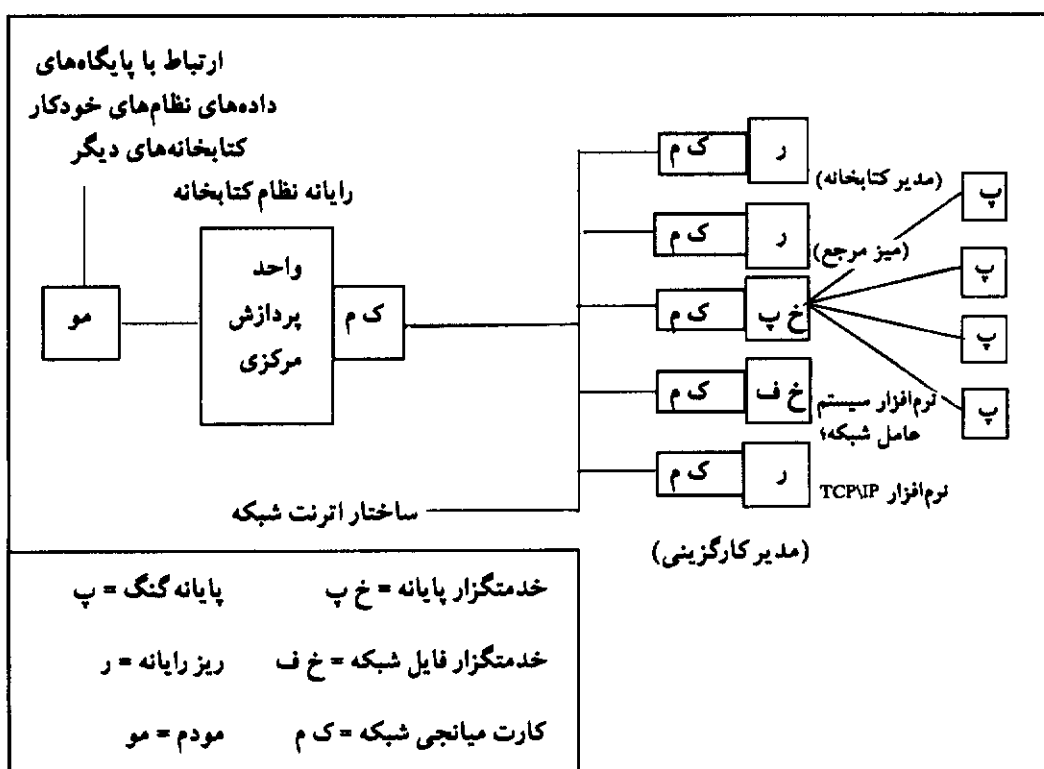 ارتباط با پایگاه‌های
داده‌های نظام‌های خودکار
کتابخانه‌های دیگر
رایانه نظام کتابخانه
واحد
پردازش
مرکزی
ک م
مو
ساختار اترنت شبکه
ر
ک م
(مدیر کتابخانه)
ر
ک م
(میز مرجع)
خ پ
ک م
خ ف
ک م
نرم‌افزار سیستم
عامل شبکه؛
ر
ک م
نرم‌افزار TCP\IP
(مدیر کارگزینی)
پ
پ
پ
پ
خدمتگزار پایانه = خ پ
پایانه گنگ = پ
خدمتگزار فایل شبکه = خ ف
ریز رایانه = ر
کارت میانجی شبکه = ک م
مودم = مو